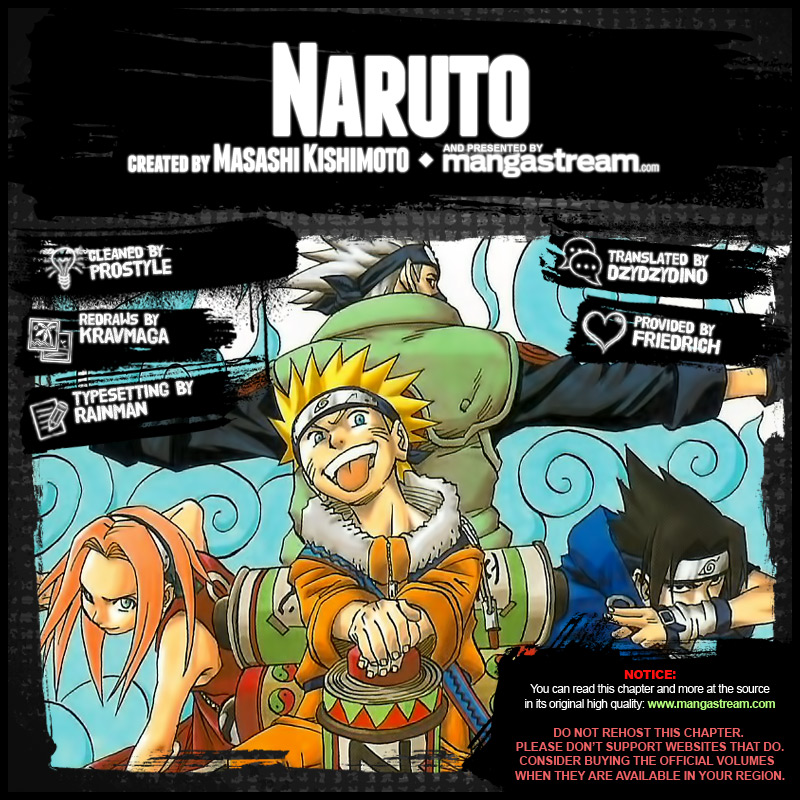 NARUTO
CREATED BY MASASHI KISHIMOTO ◆ AND PRESENTED BY mangastream.com
CLEANED BY
PROSTYLE
REDRAWS BY
KRAVMAGA
TYPESETTING BY
RAINMAN
TRANSLATED BY
DZYDZYDINO
PROVIDED BY
FRIEDRICH
NOTICE:
You can read this chapter and more at the source
in its original high quality: www.mangastream.com
DO NOT REHOST THIS CHAPTER.
PLEASE DON'T SUPPORT WEBSITES THAT DO.
CONSIDER BUYING THE OFFICIAL VOLUMES
WHEN THEY ARE AVAILABLE IN YOUR REGION.